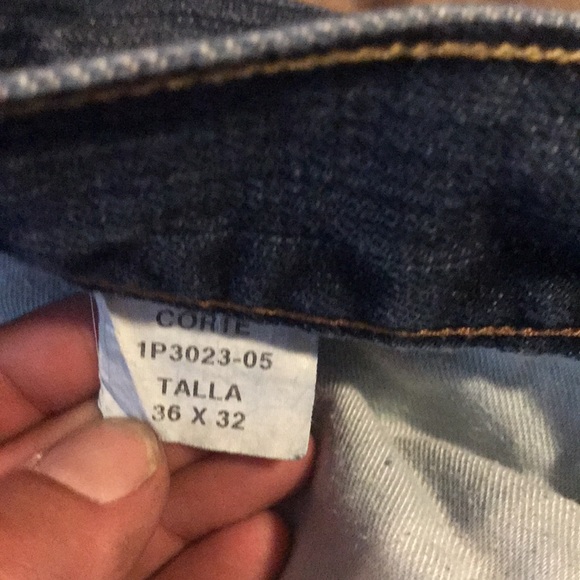 CORTE
1P3023-05
TALLA
36 X 32